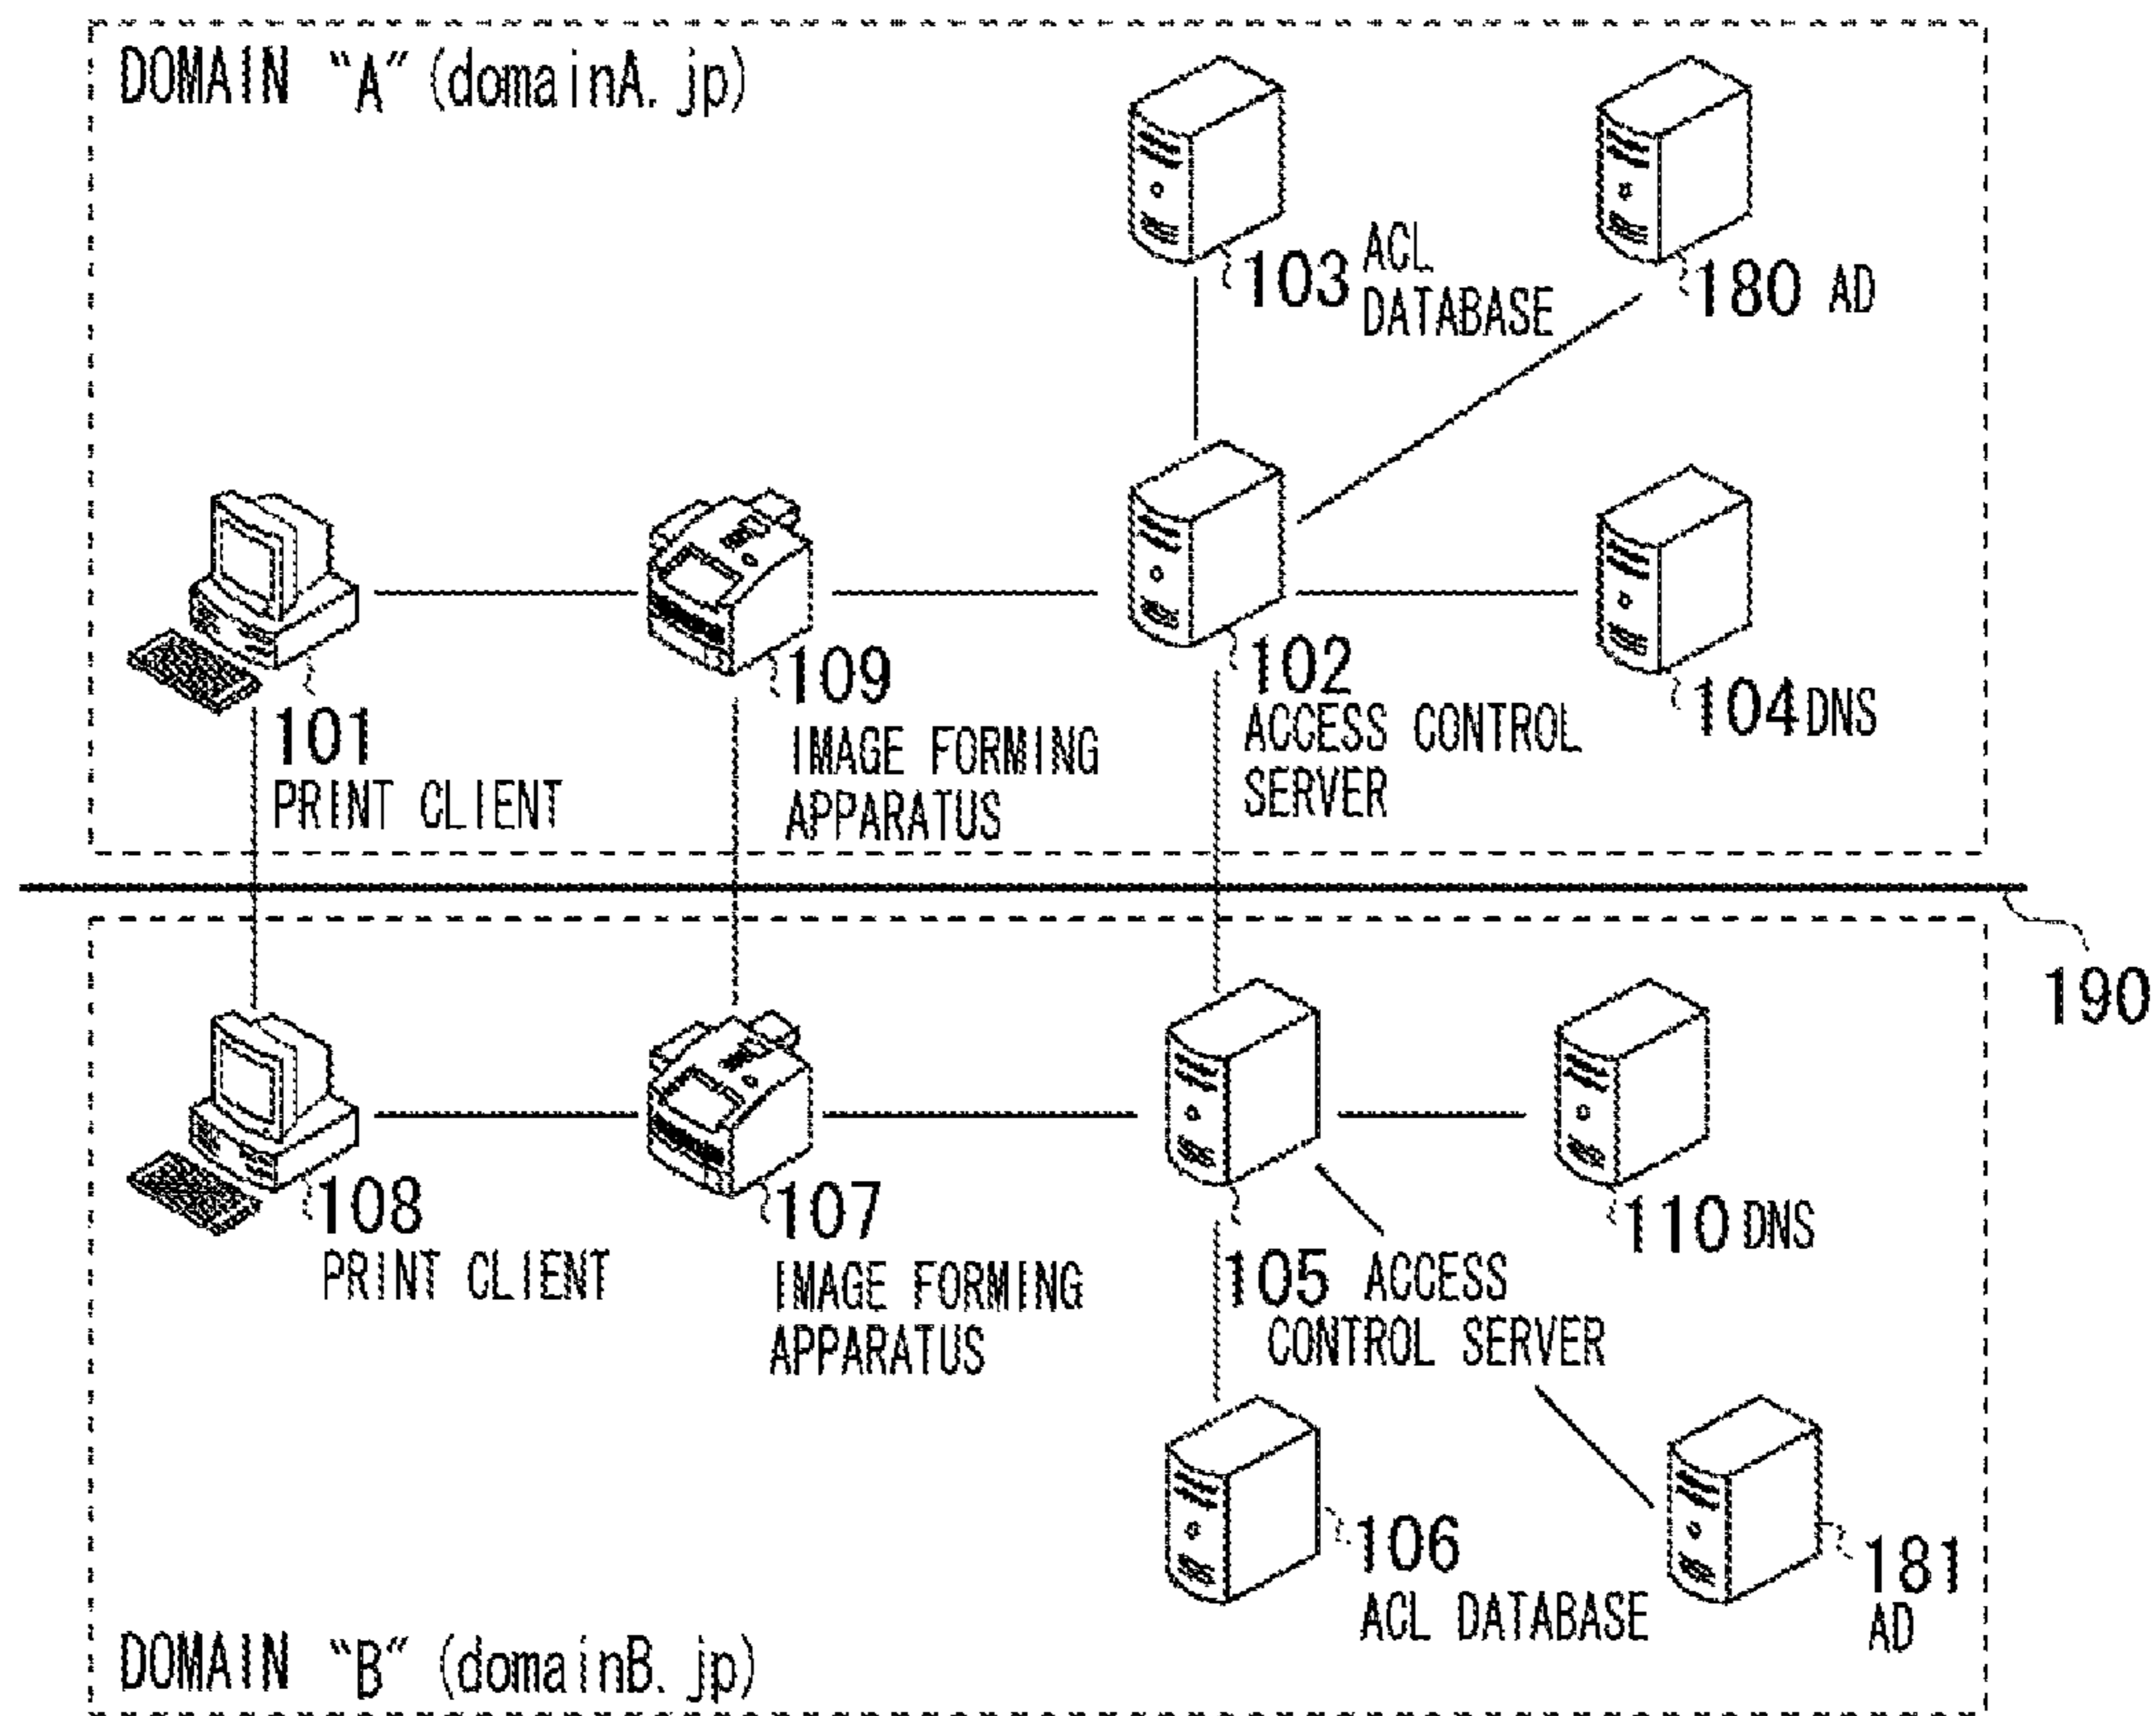 DOMAIN “A” (domainA. jp)
103 ACL
DATABASE
180 AD
101
PRINT CLIENT
109
IMAGE FORMING
APPARATUS
102
ACCESS CONTROL
SERVER
104 DNS
190
108
PRINT CLIENT
107
IMAGE FORMING
APPARATUS
105 ACCESS
CONTROL SERVER
110 DNS
106
ACL DATABASE
181
AD
DOMAIN “B” (domainB. jp)